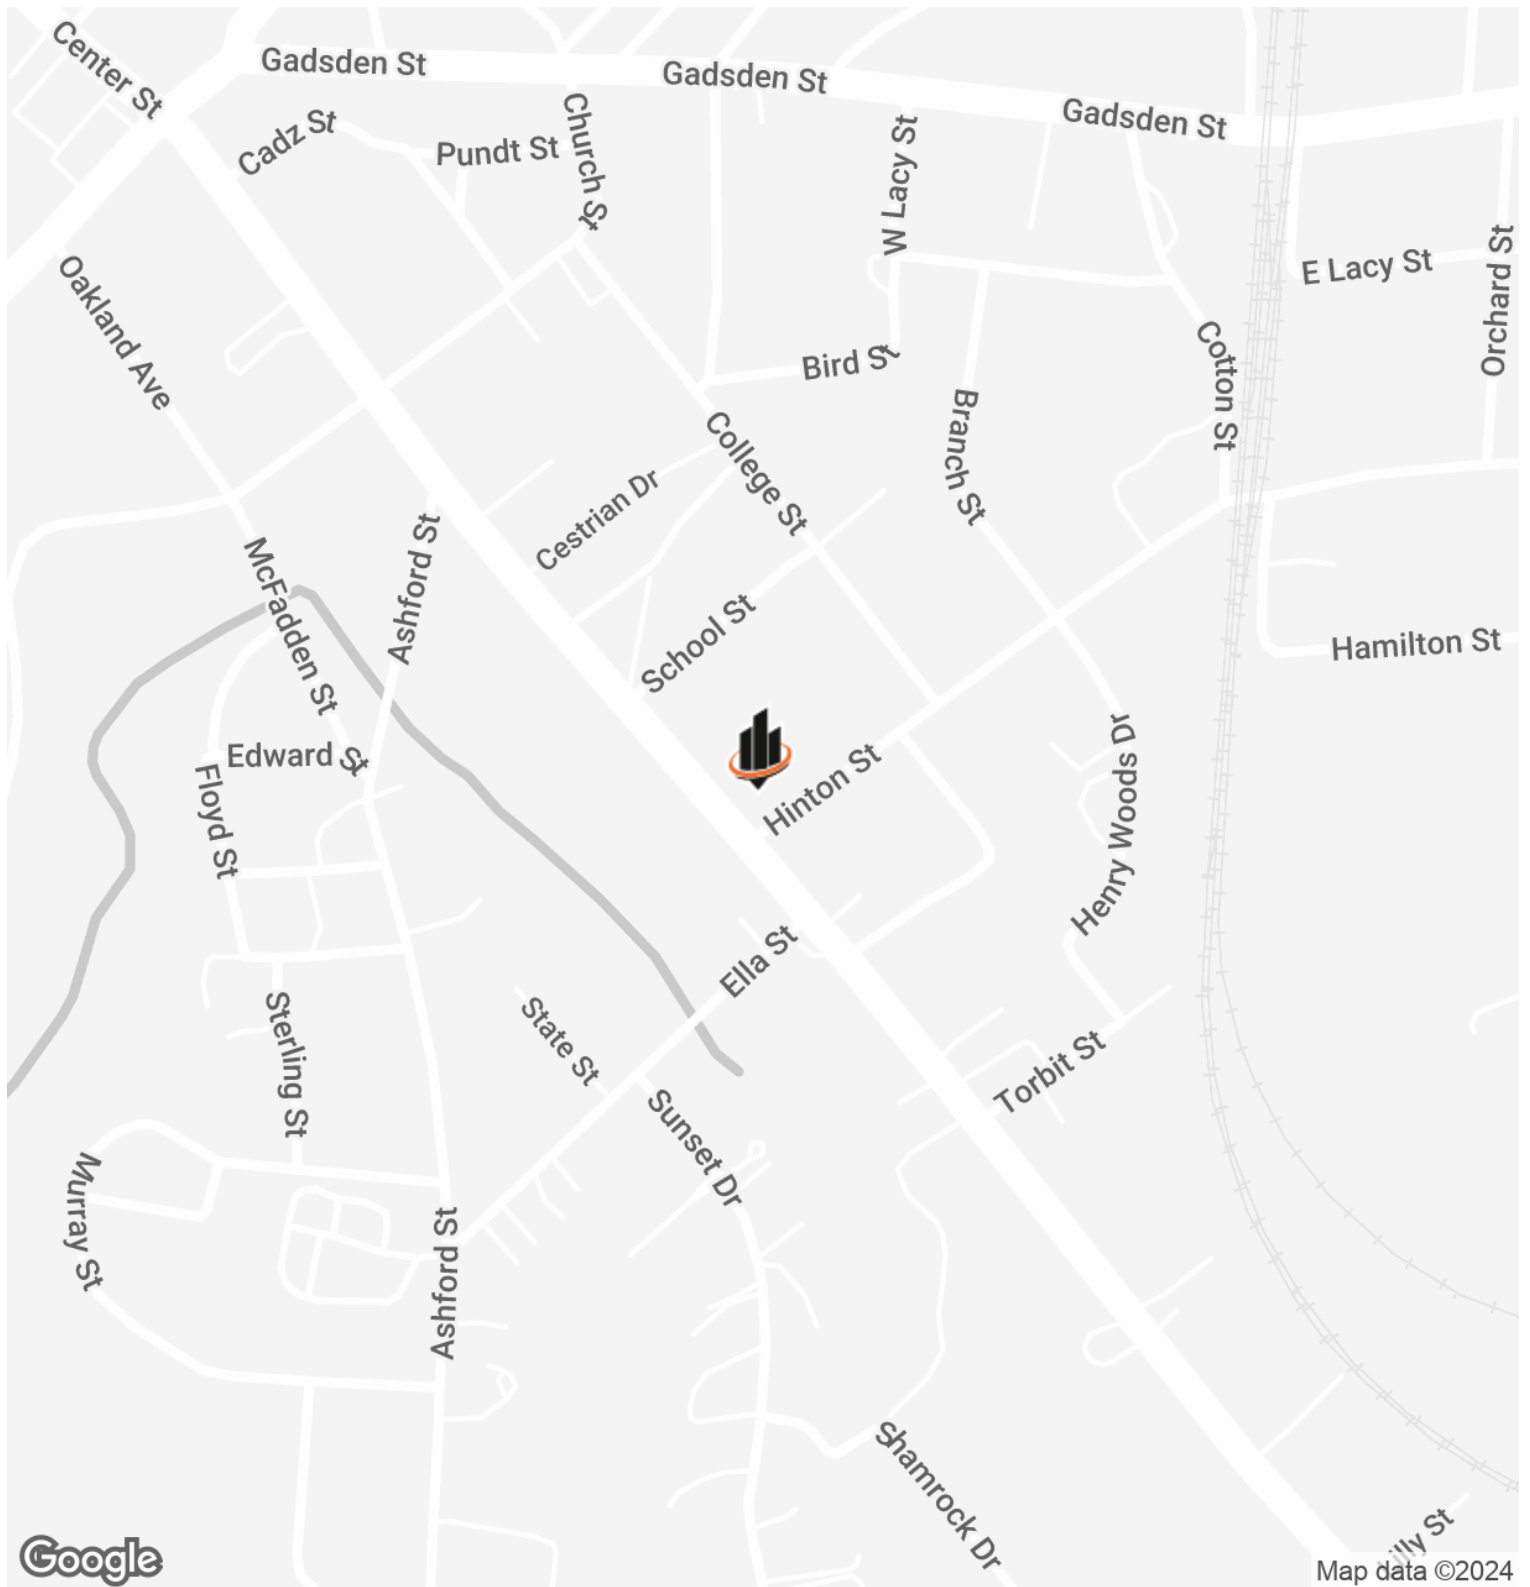 Center St
Gadsden St
Gadsden St
Gadsden St
Cadz St
Pundt St
Church St
W Lacy St
E Lacy St
Orchard St
Oakland Ave
Bird St
Cotton St
Branch St
College St
Cestrian Dr
McFadden St
Ashford St
School St
Hamilton St
Edward St
Floyd St
Hinton St
Henry Woods Dr
Ella St
Sterling St
State St
Torbit St
Sunset Dr
Murray St
Ashford St
Shamrock Dr
Google
Map data ©2024